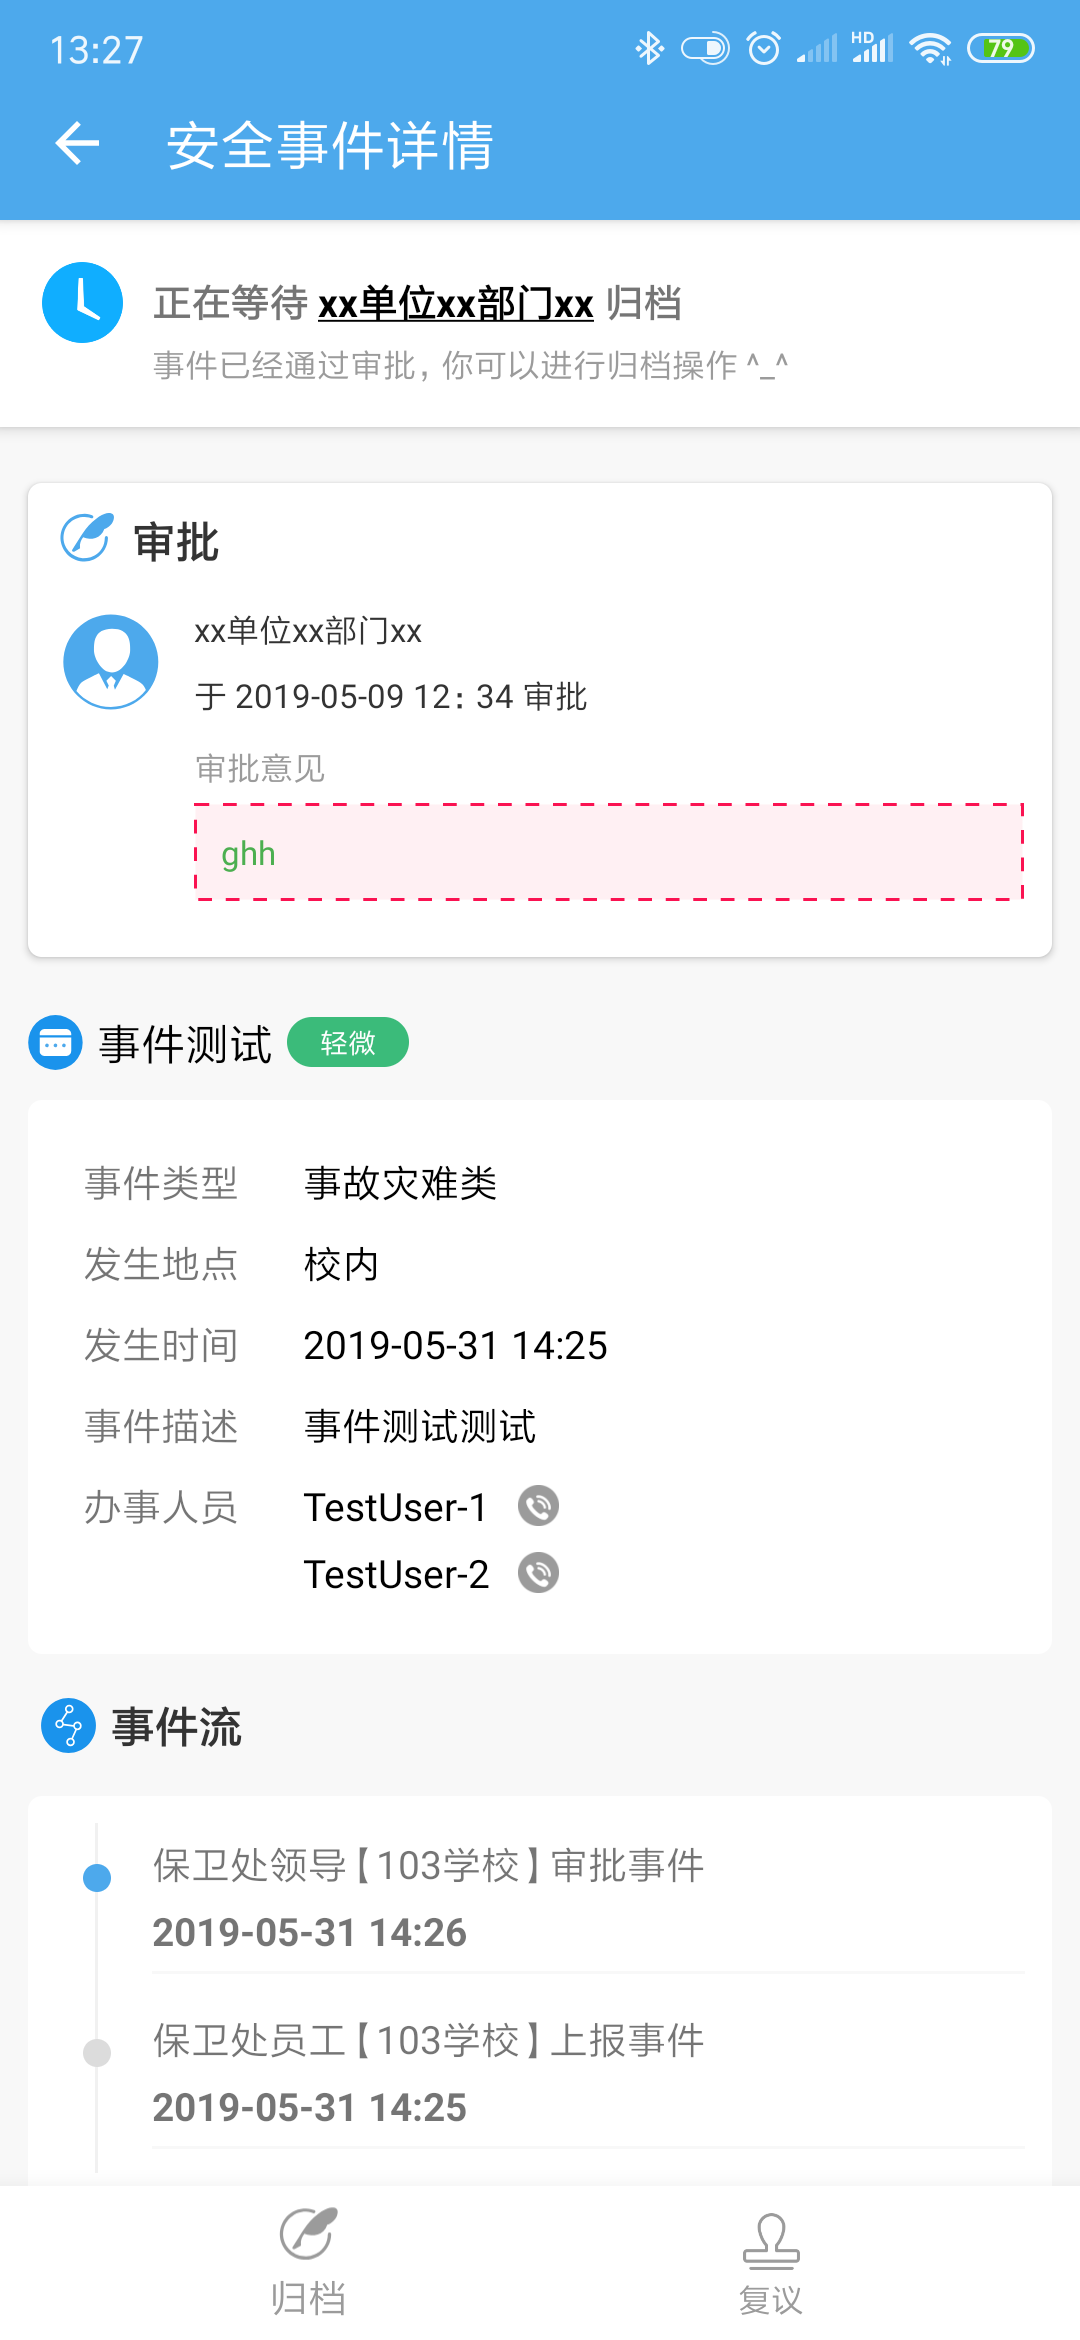 13:27
HD
79
安全事件详情
正在等待 xx单位xx部门xx 归档
事件已经通过审批，你可以进行归档操作 ^_^
审批
xx单位xx部门xx
于 2019-05-09 12：34 审批
审批意见
ghh
事件测试 轻微
事件类型 事故灾难类
发生地点 校内
发生时间 2019-05-31 14:25
事件描述 事件测试测试
办事人员 TestUser-1
TestUser-2
事件流
保卫处领导【103学校】审批事件
2019-05-31 14:26
保卫处员工【103学校】上报事件
2019-05-31 14:25
归档
复议